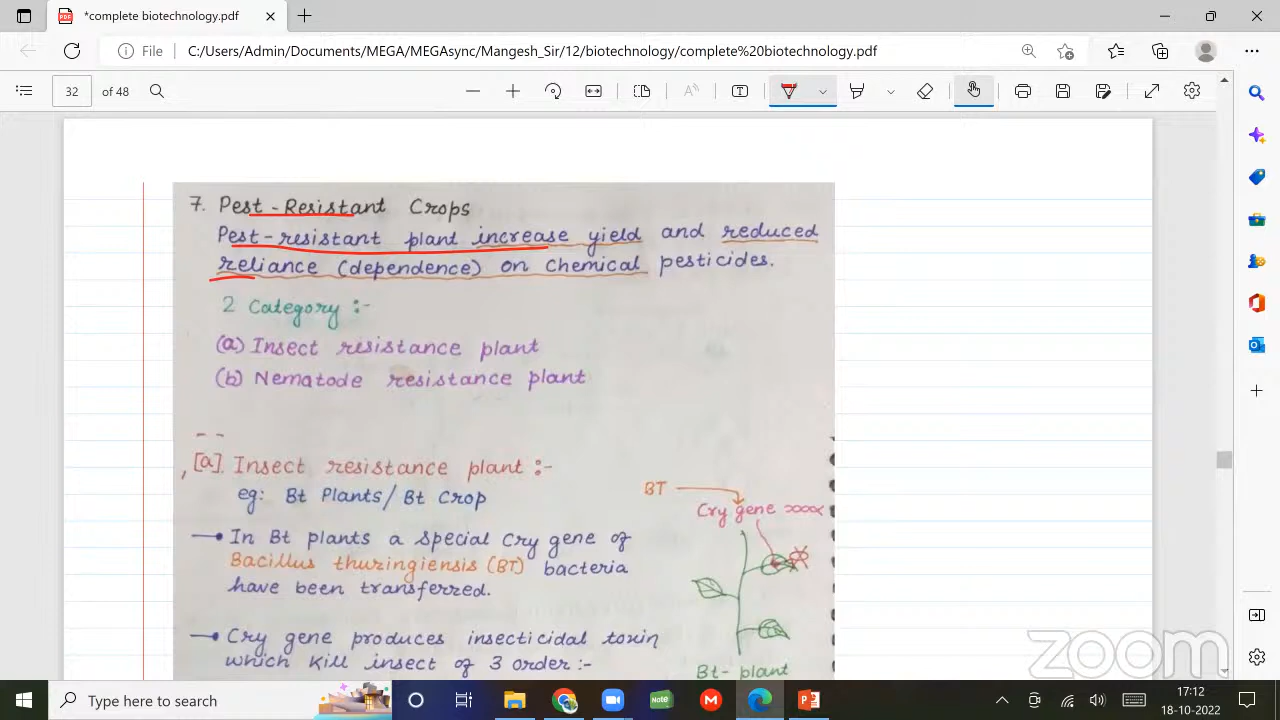 *complete biotechnology.pdf
File C:/Users/Admin/Documents/MEGA/MEGAsync/Mangesh_Sir/12/biotechnology/complete%20biotechnology.pdf
32 of 48
7. Pest-Resistant Crops
Pest-resistant plant increase yield and reduced
reliance (dependence) on chemical pesticides.
2 Category :-
(a) Insect resistance plant
(b) Nematode resistance plant
[a]. Insect resistance plant :-
eg: Bt Plants/ Bt Crop
BT
Cry gene
In Bt plants a special Cry gene of
Bacillus thuringiensis (BT) bacteria
have been transferred.
Cry gene produces insecticidal toxin
which kill insect of 3 order :-
Bt- plant
zoom
Type here to search
Note
17:12
18-10-2022